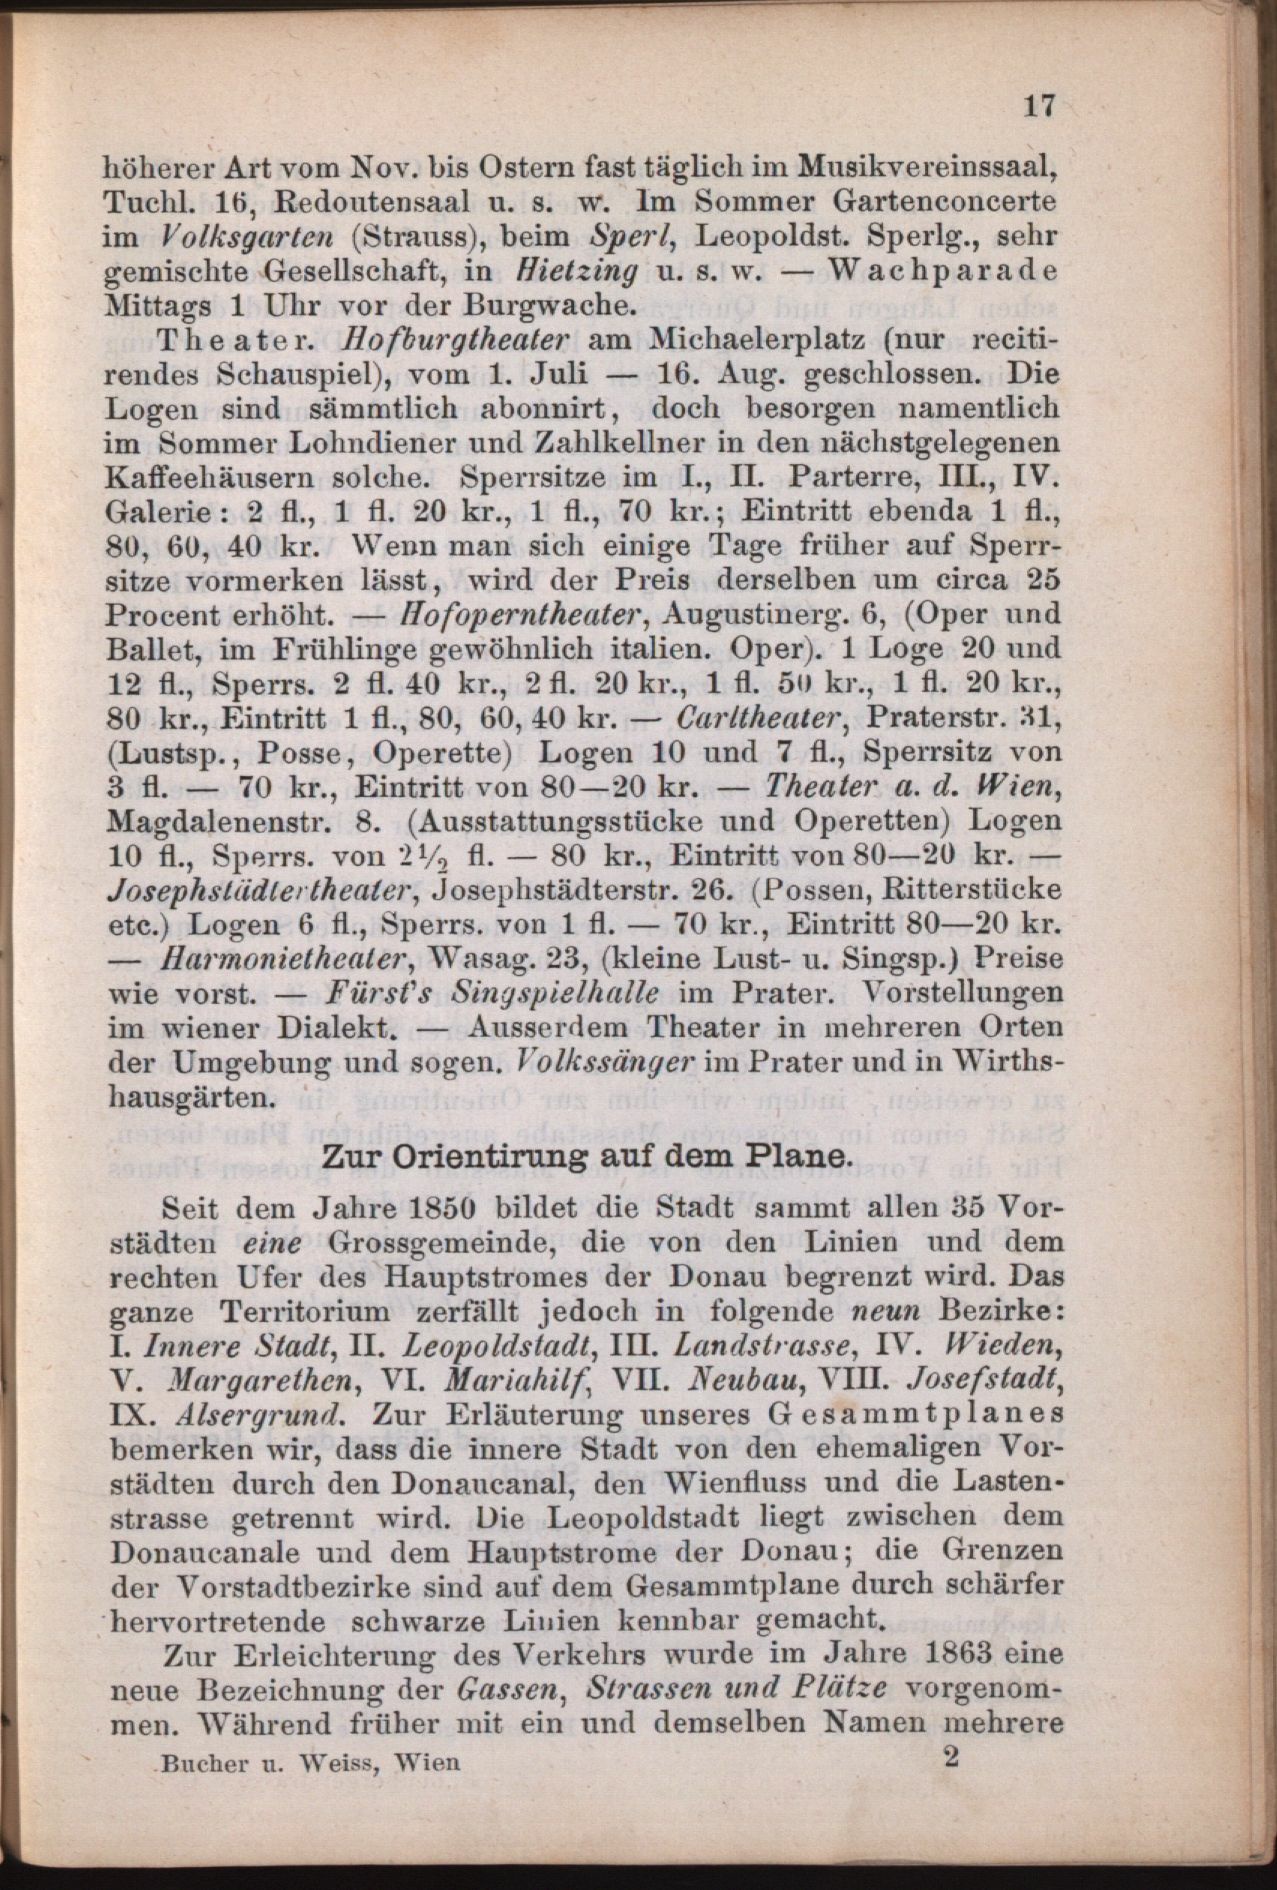 17
höherer Art vom Nov. bis Ostern fast täglich im Musikvereinssaal,
Tuchl. 16, Redoutensaal u. s. w. Im Sommer Gartenconcerte
im Volksgarten (Strauss), beim Sperl, Leopoldst. Sperlg., sehr
gemischte Gesellschaft, in Hietzing u. s. w. — Wachparade
Mittags 1 Uhr vor der Burgwache.
Theater. Hofburgtheater am Michaelerplatz (nur reciti-
rendes Schauspiel), vom 1. Juli — 16. Aug. geschlossen. Die
Logen sind sämmtlich abonnirt, doch besorgen namentlich
im Sommer Lohndiener und Zahlkellner in den nächstgelegenen
Kaffeehäusern solche. Sperrsitze im I., II. Parterre, III., IV.
Galerie: 2 fl., 1 fl. 20 kr., 1 fl., 70 kr.; Eintritt ebenda 1 fl.,
80, 60, 40 kr. Wenn man sich einige Tage früher auf Sperr-
sitze vormerken lässt, wird der Preis derselben um circa 25
Procent erhöht. — Hofoperntheater, Augustinerg. 6, (Oper und
Ballet, im Frühlinge gewöhnlich italien. Oper). 1 Loge 20 und
12 fl., Sperrs. 2 fl. 40 kr., 2 fl. 20 kr., 1 fl. 50 kr., 1 fl. 20 kr.,
80 kr., Eintritt 1 fl., 80, 60, 40 kr. — Carltheater, Praterstr. 31,
(Lustsp., Posse, Operette) Logen 10 und 7 fl., Sperrsitz von
3 fl. — 70 kr., Eintritt von 80—20 kr. — Theater a. d. Wien,
Magdalenenstr. 8. (Ausstattungsstücke und Operetten) Logen
10 fl., Sperrs. von 2½ fl. — 80 kr., Eintritt von 80—20 kr. —
Josephstädtertheater, Josephstädterstr. 26. (Possen, Ritterstücke
etc.) Logen 6 fl., Sperrs. von 1 fl. — 70 kr., Eintritt 80—20 kr.
— Harmonietheater, Wasag. 23, (kleine Lust- u. Singsp.) Preise
wie vorst. — Fürst's Singspielhalle im Prater. Vorstellungen
im wiener Dialekt. — Ausserdem Theater in mehreren Orten
der Umgebung und sogen. Volkssänger im Prater und in Wirths-
hausgärten.
Zur Orientirung auf dem Plane.
Seit dem Jahre 1850 bildet die Stadt sammt allen 35 Vor-
städten eine Grossgemeinde, die von den Linien und dem
rechten Ufer des Hauptstromes der Donau begrenzt wird. Das
ganze Territorium zerfällt jedoch in folgende neun Bezirke:
I. Innere Stadt, II. Leopoldstadt, III. Landstrasse, IV. Wieden,
V. Margarethen, VI. Mariahilf, VII. Neubau, VIII. Josefstadt,
IX. Alsergrund. Zur Erläuterung unseres Gesammtplanes
bemerken wir, dass die innere Stadt von den ehemaligen Vor-
städten durch den Donaucanal, den Wienfluss und die Lasten-
strasse getrennt wird. Die Leopoldstadt liegt zwischen dem
Donaucanale und dem Hauptstrome der Donau; die Grenzen
der Vorstadtbezirke sind auf dem Gesammtplane durch schärfer
hervortretende schwarze Linien kennbar gemacht.
Zur Erleichterung des Verkehrs wurde im Jahre 1863 eine
neue Bezeichnung der Gassen, Strassen und Plätze vorgenom-
men. Während früher mit ein und demselben Namen mehrere
Bucher u. Weiss, Wien 2